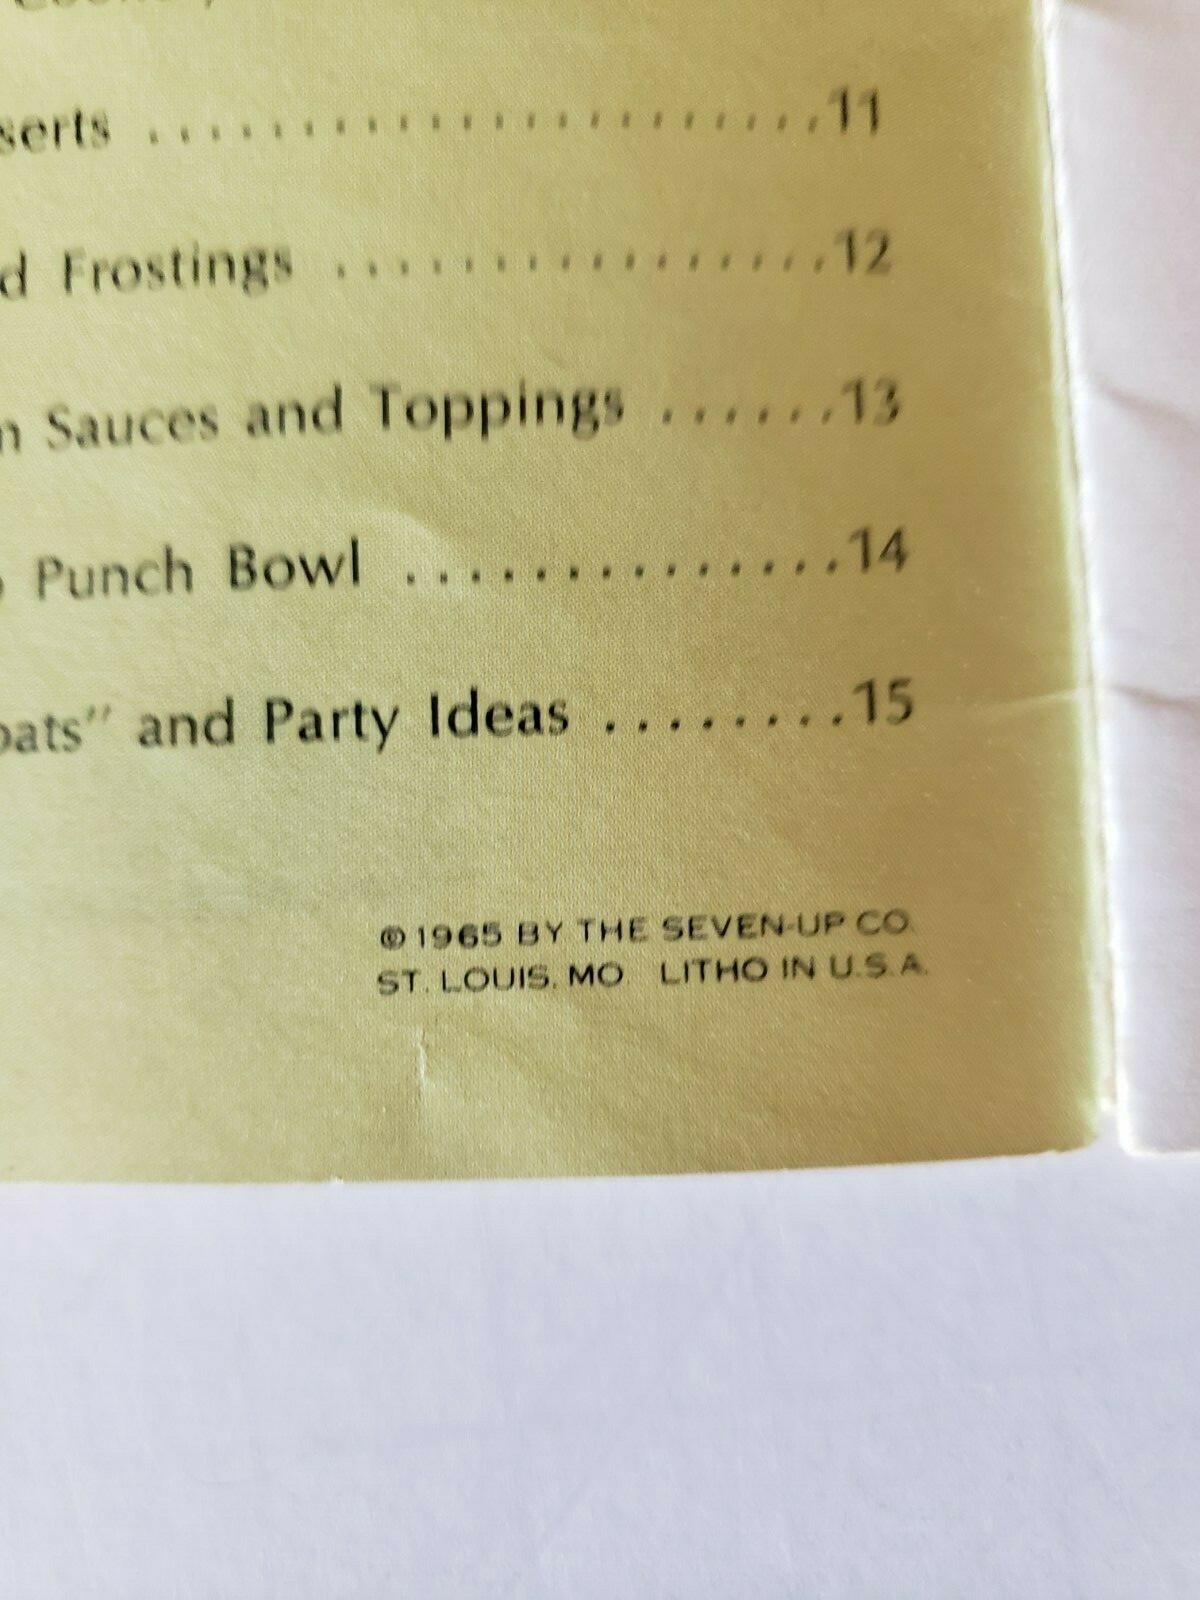 serts ........................11
d Frostings .................12
n Sauces and Toppings ......13
Punch Bowl ..............14
oats" and Party Ideas ........15
© 1965 BY THE SEVEN-UP CO.
ST. LOUIS, MO. LITHO IN U.S.A.